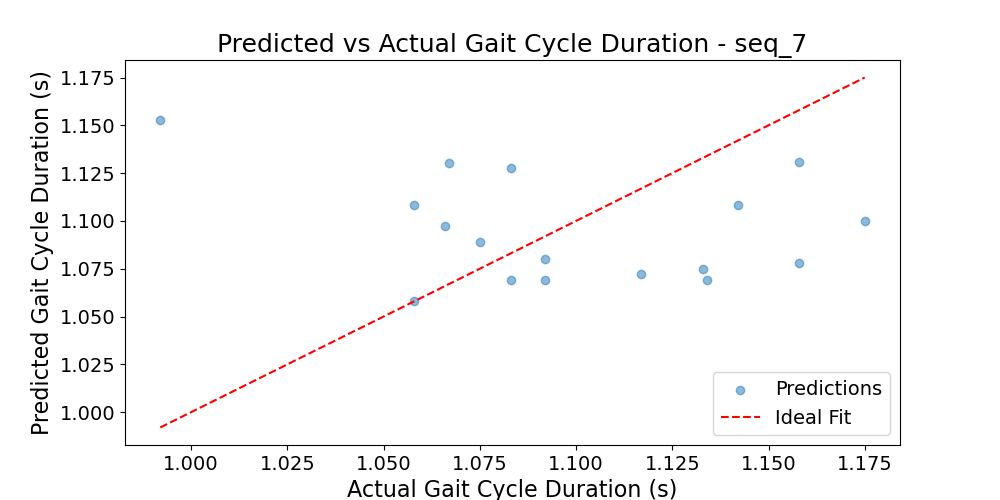 Predicted vs Actual Gait Cycle Duration - seq_7
Predicted Gait Cycle Duration (s)
1.175
1.150
1.125
1.100
1.075
1.050
1.025
1.000
Predictions
Ideal Fit
1.000 1.025 1.050 1.075 1.100 1.125 1.150 1.175
Actual Gait Cycle Duration (s)